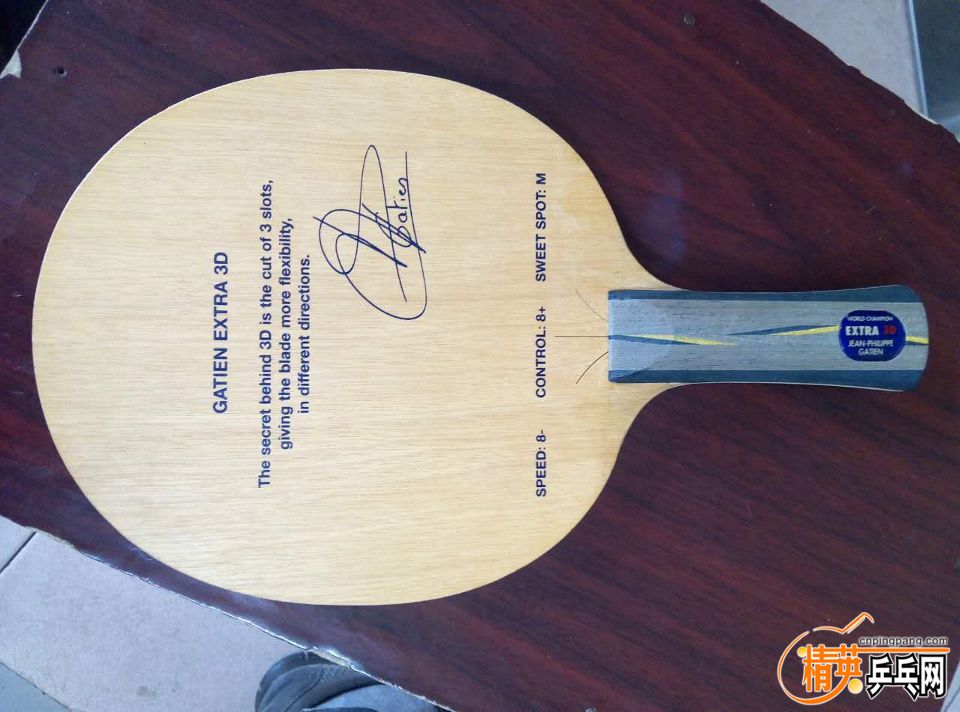 GATIEN EXTRA 3D
The secret behind 3D is the cut of 3 slots,
giving the blade more flexibility,
in different directions.
Gatien
SPEED: 8- CONTROL: 8+ SWEET SPOT: M
WORLD CHAMPION
EXTRA 3D
JEAN-PHILIPPE
GATIEN
cnpingpang.com
精英乒乓网